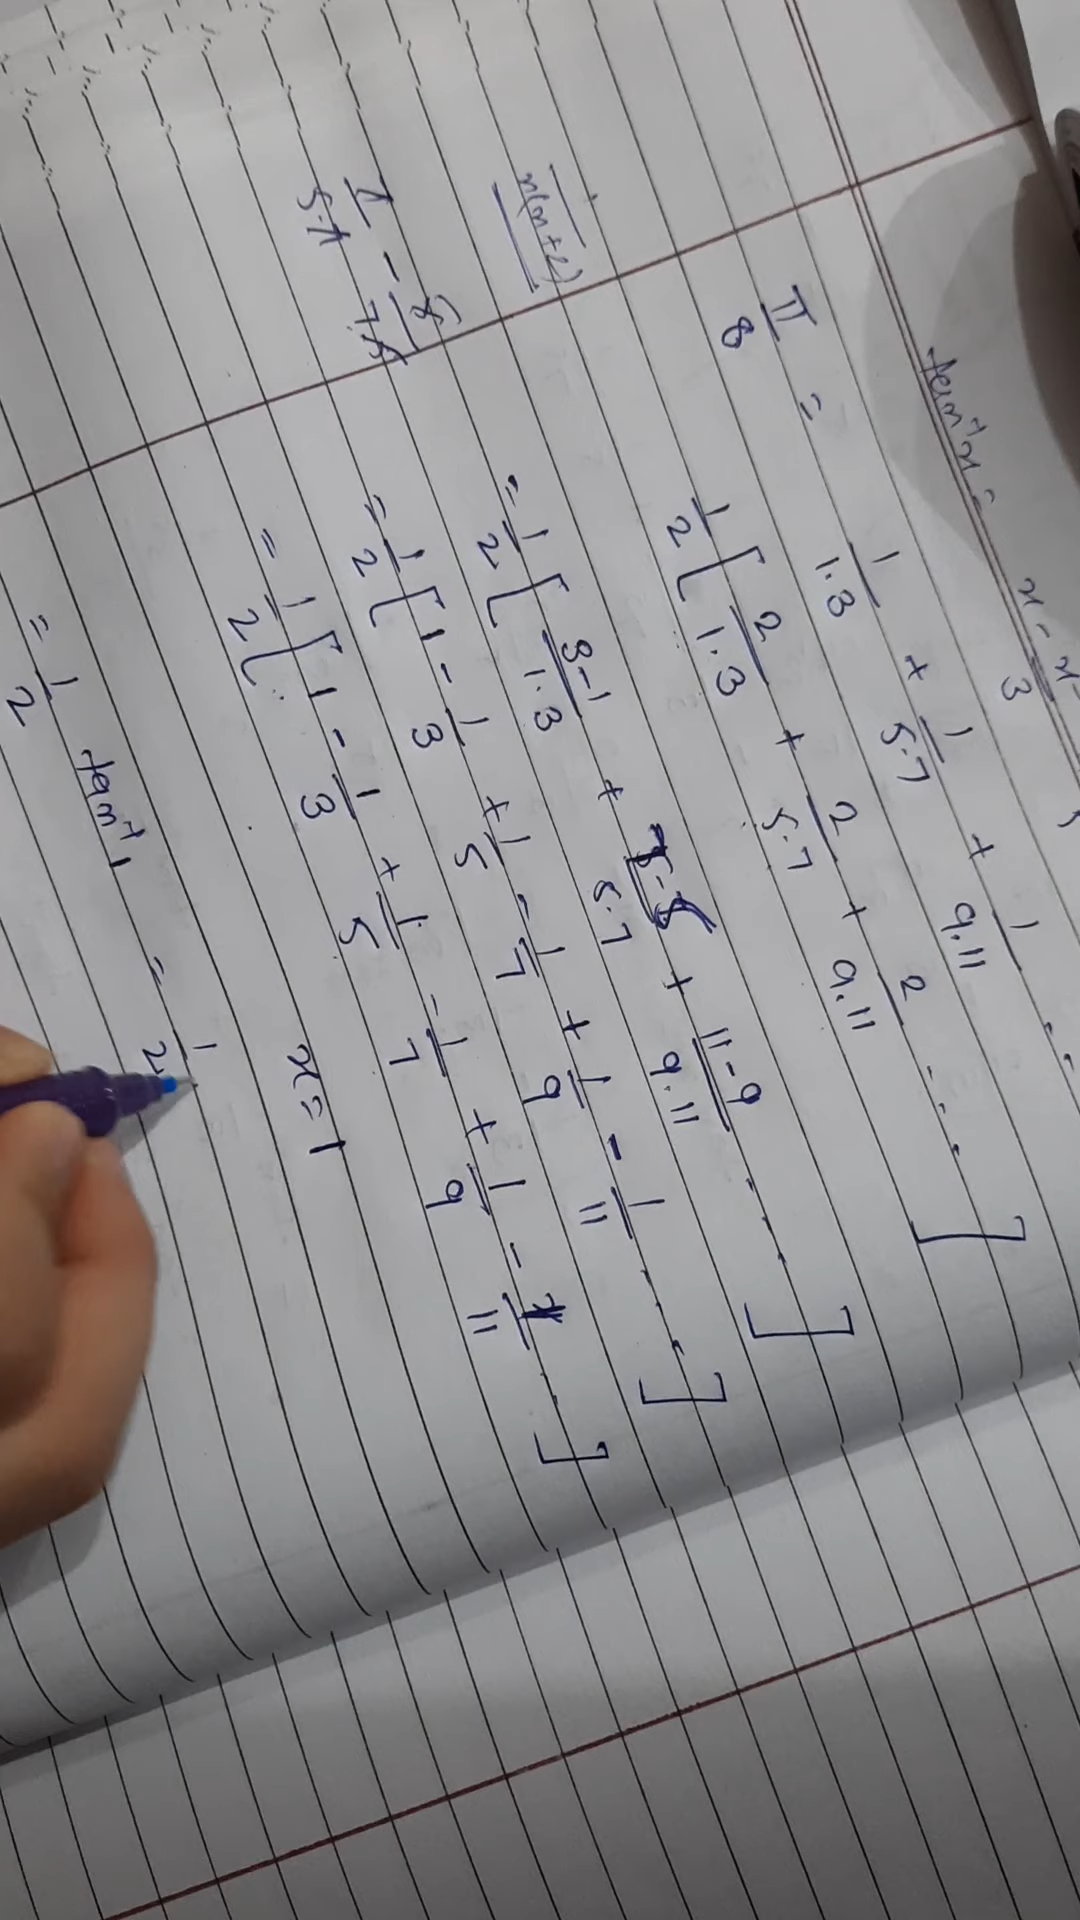 tan⁻¹x = x - x
3
π/8 = 1/1.3 + 1/5.7 + 1/9.11 ....
1/2 [ 2/1.3 + 2/5.7 + 2/9.11 .... ]
1/n(n+2)
= 1/2 [ 3-1/1.3 + 7-5/5.7 + 11-9/9.11 .... ]
7/5.7 - 5/7.5
= 1/2 [ 1 - 1/3 + 1/5 - 1/7 + 1/9 - 1/11 .... ]
= 1/2 [ 1 - 1/3 + 1/5 - 1/7 + 1/9 - 1/11 .... ]
x = 1
= 1/2 tan⁻¹1 = 1/2